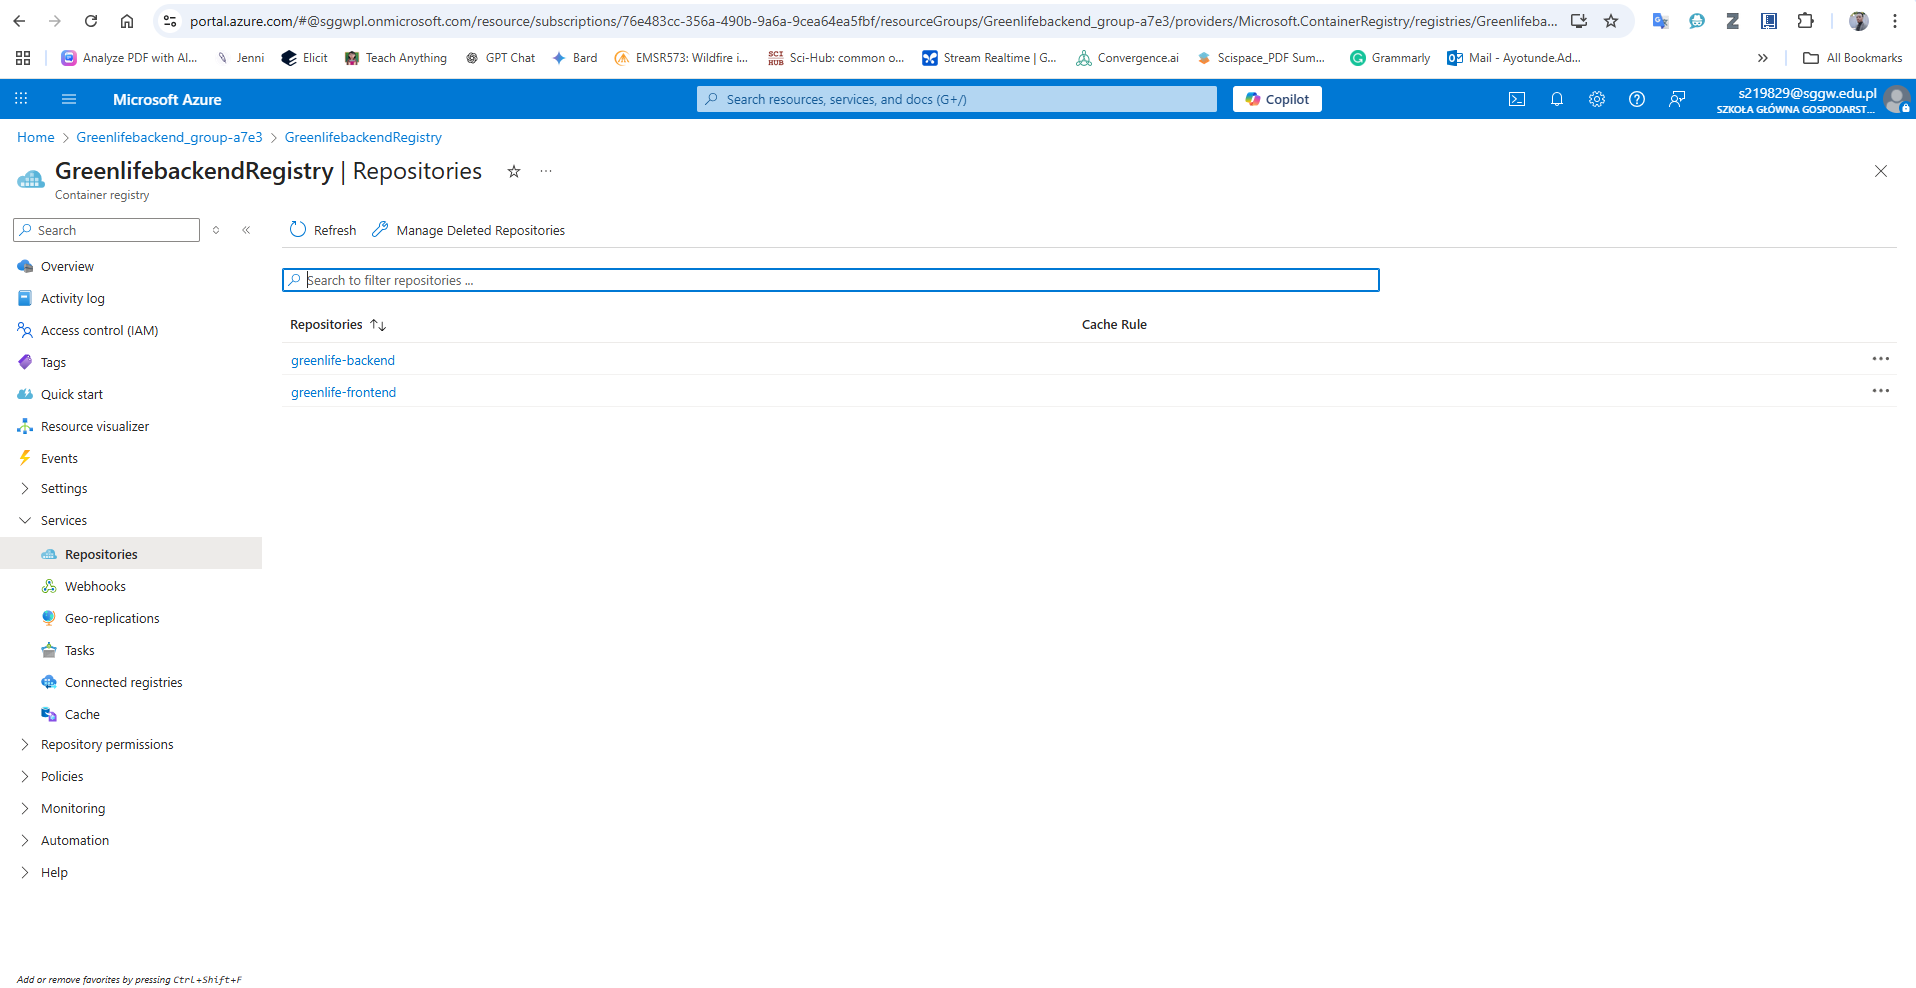 portal.azure.com/#@sggwpl.onmicrosoft.com/resource/subscriptions/76e483cc-356a-490b-9a6a-9cea64ea5fbf/resourceGroups/Greenlifebackend_group-a7e3/providers/Microsoft.ContainerRegistry/registries/Greenlifeba...
Analyze PDF with AI... Jenni Elicit Teach Anything GPT Chat Bard EMSR573: Wildfire i... SCI HUB Sci-Hub: common o... Stream Realtime | G... Convergence.ai Scispace_PDF Sum... Grammarly Mail - Ayotunde.Ad... » All Bookmarks
Microsoft Azure
Search resources, services, and docs (G+/)
Copilot
s219829@sggw.edu.pl
SZKOŁA GŁÓWNA GOSPODARST...
Home > Greenlifebackend_group-a7e3 > GreenlifebackendRegistry
GreenlifebackendRegistry | Repositories
Container registry
Search
Refresh
Manage Deleted Repositories
Overview
Activity log
Access control (IAM)
Tags
Quick start
Resource visualizer
Events
Settings
Services
Repositories
Webhooks
Geo-replications
Tasks
Connected registries
Cache
Repository permissions
Policies
Monitoring
Automation
Help
Search to filter repositories ...
Repositories Cache Rule
greenlife-backend
greenlife-frontend
Add or remove favorites by pressing Ctrl+Shift+F